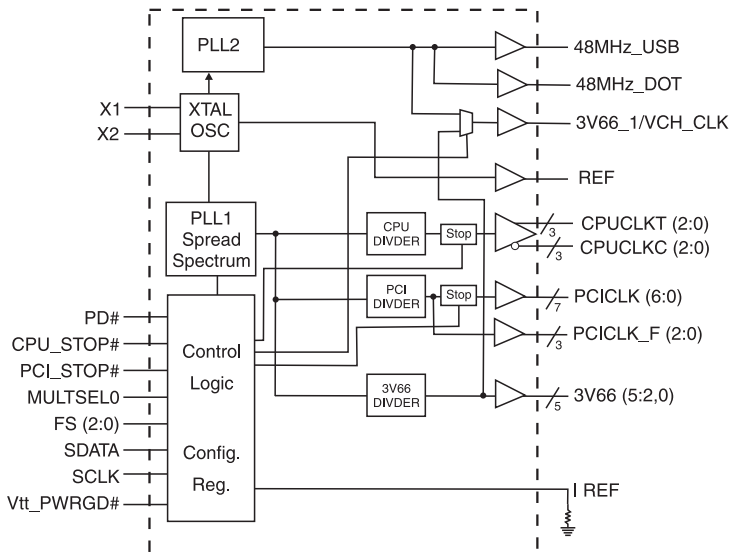 PLL2
48MHz_USB
48MHz_DOT
X1
X2
XTAL
OSC
3V66_1/VCH_CLK
REF
PLL1
Spread
Spectrum
CPU
DIVDER
Stop
3
CPUCLKT (2:0)
3
CPUCLKC (2:0)
PCI
DIVDER
Stop
7
PCICLK (6:0)
3
PCICLK_F (2:0)
PD#
CPU_STOP#
PCI_STOP#
MULTSEL0
FS (2:0)
SDATA
SCLK
Vtt_PWRGD#
Control
Logic
Config.
Reg.
3V66
DIVDER
5
3V66 (5:2,0)
I REF